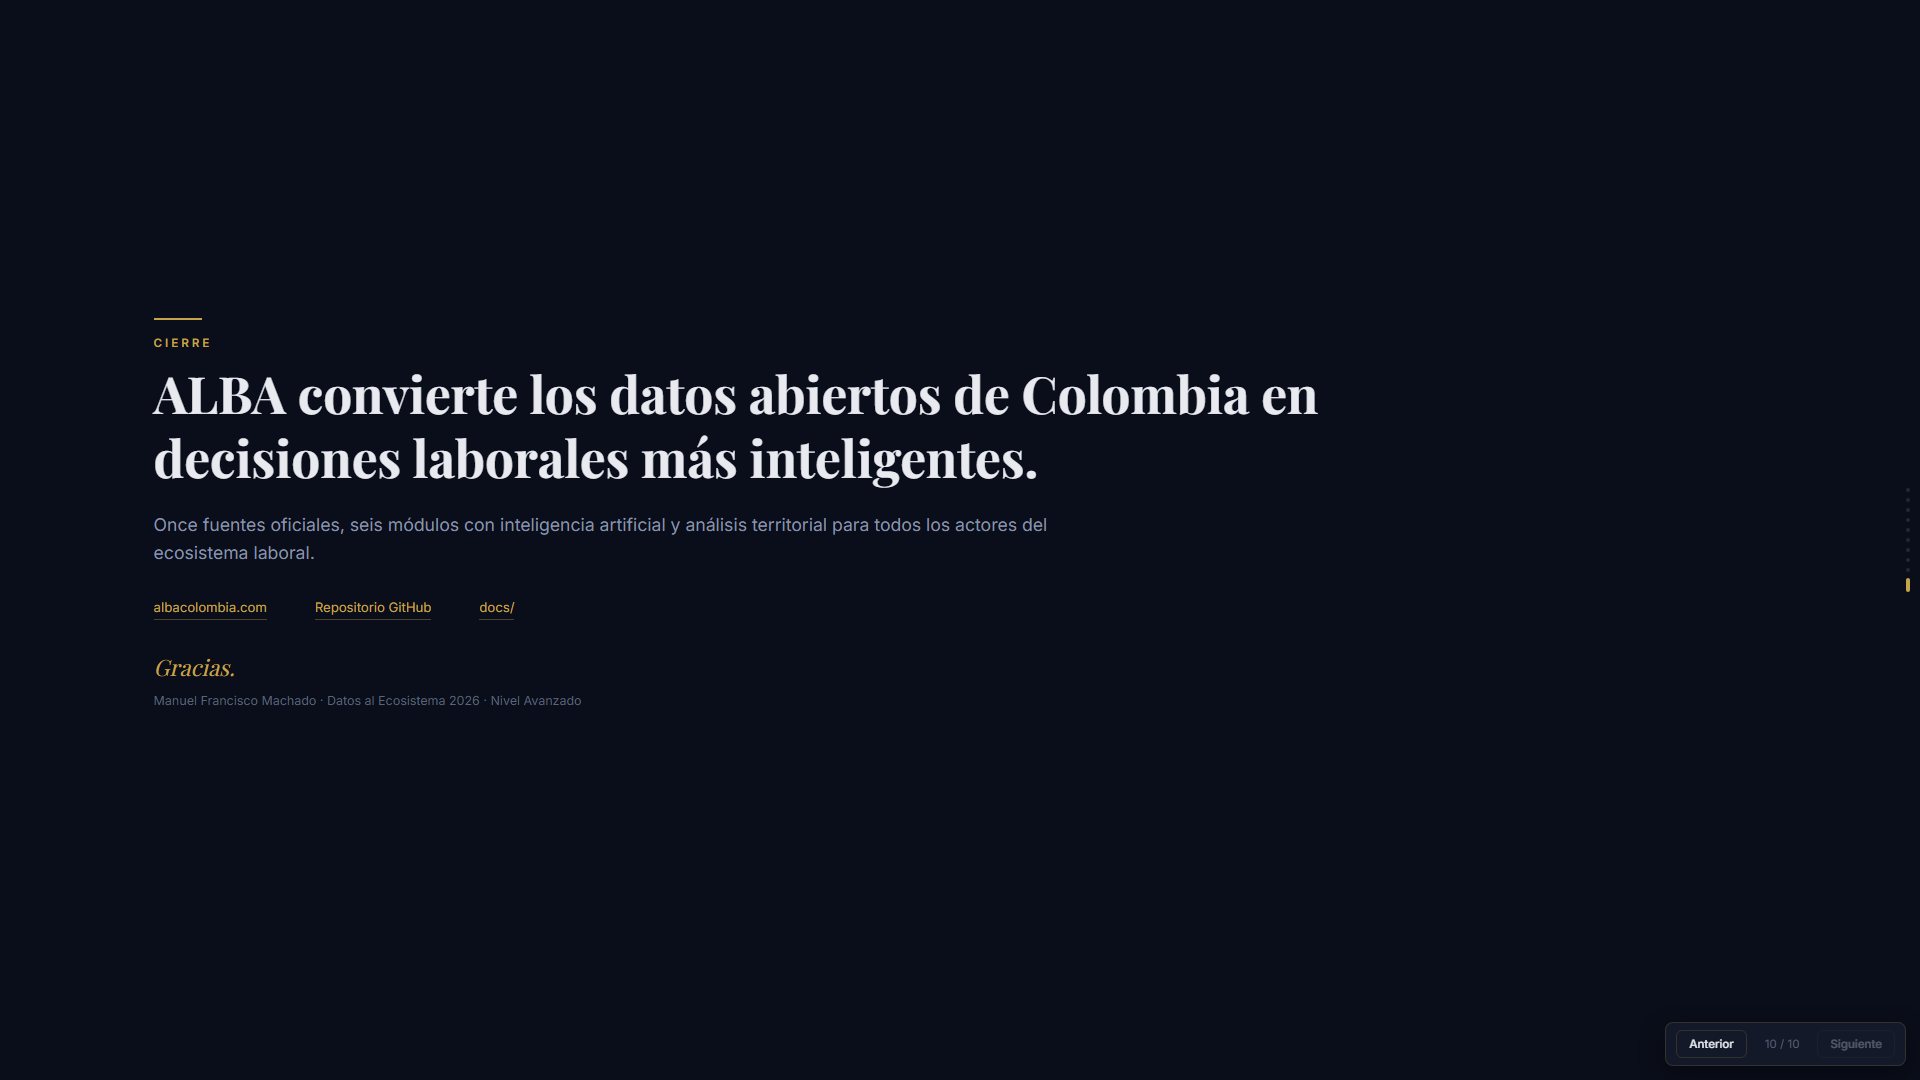 CIERRE
ALBA convierte los datos abiertos de Colombia en
decisiones laborales más inteligentes.
Once fuentes oficiales, seis módulos con inteligencia artificial y análisis territorial para todos los actores del
ecosistema laboral.
albacolombia.com Repositorio GitHub docs/
Gracias.
Manuel Francisco Machado · Datos al Ecosistema 2026 · Nivel Avanzado
Anterior 10 / 10 Siguiente